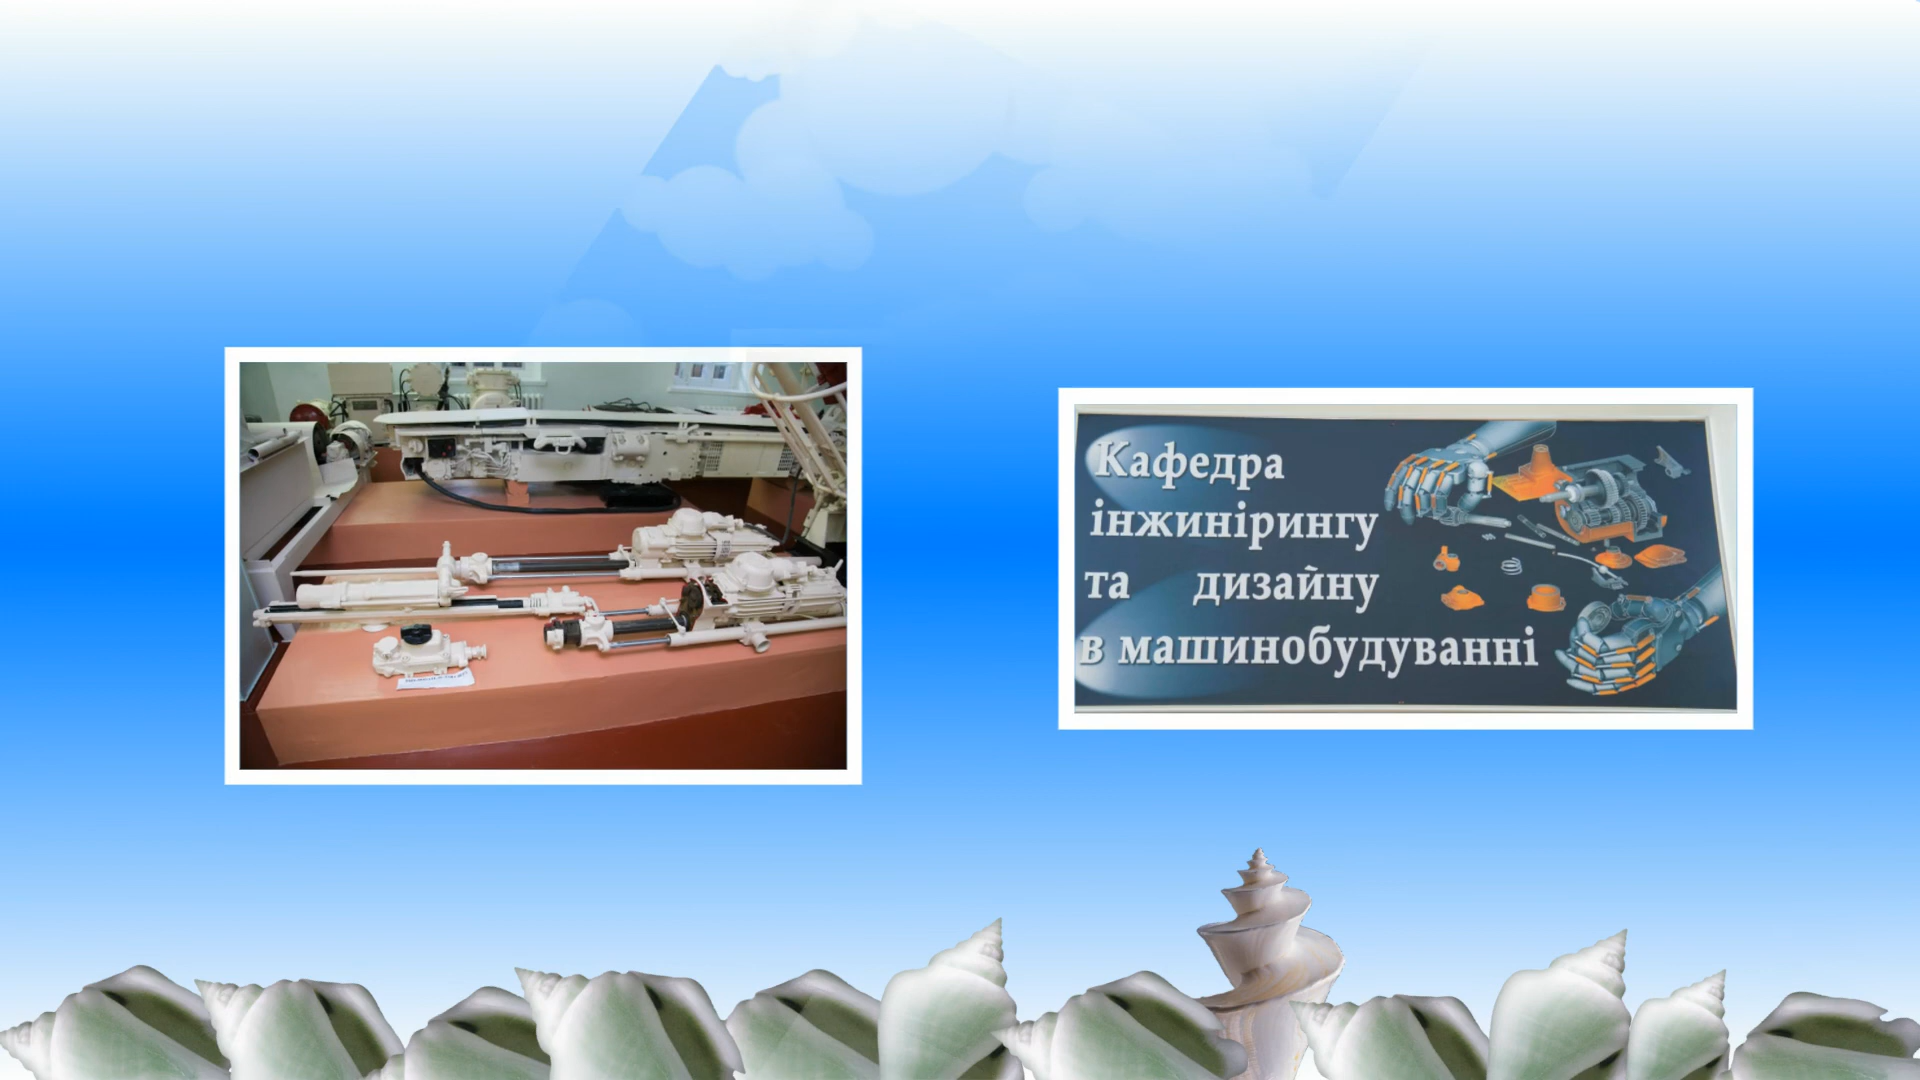 Кафедра
інжинірингу
та дизайну
в машинобудуванні